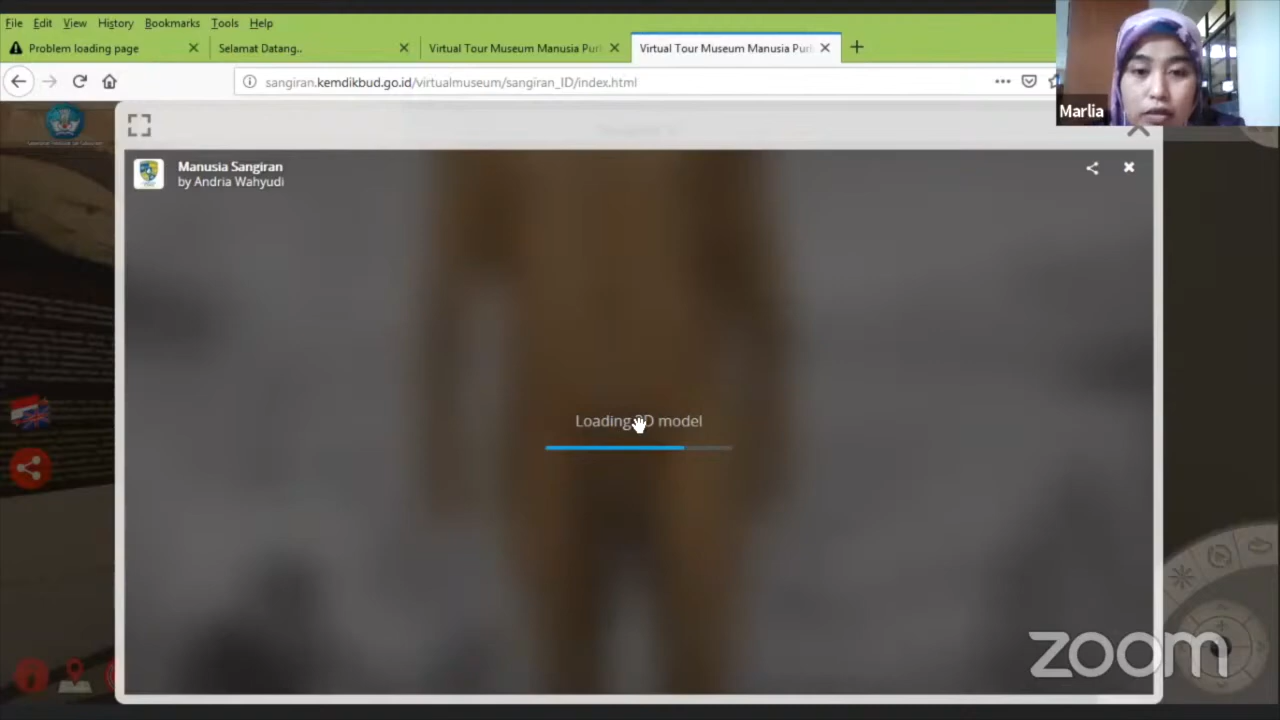 File Edit View History Bookmarks Tools Help
Problem loading page
Selamat Datang..
Virtual Tour Museum Manusia Pur
Virtual Tour Museum Manusia Pur
sangiran.kemdikbud.go.id/virtualmuseum/sangiran_ID/index.html
Marlia
Manusia Sangiran
by Andria Wahyudi
Loading 3D model
zoom